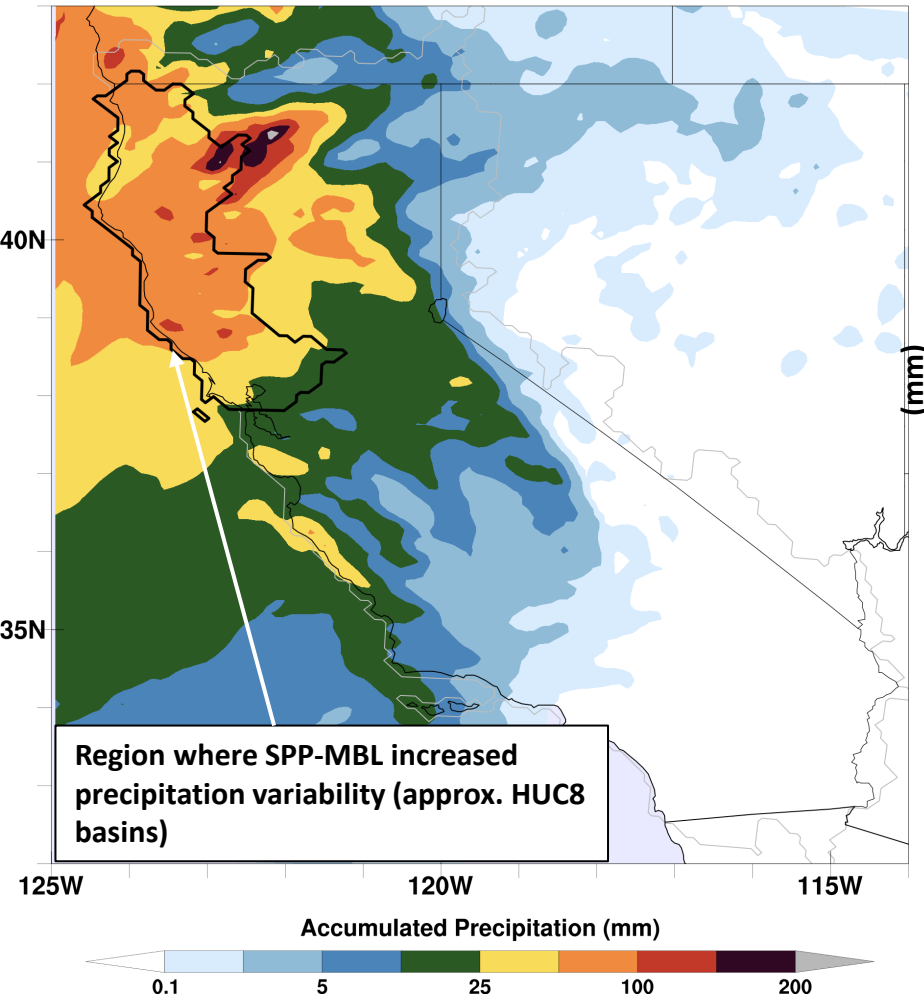 40N
(mm)
35N
Region where SPP-MBL increased
precipitation variability (approx. HUC8
basins)
125W 120W 115W
Accumulated Precipitation (mm)
0.1 5 25 100 200